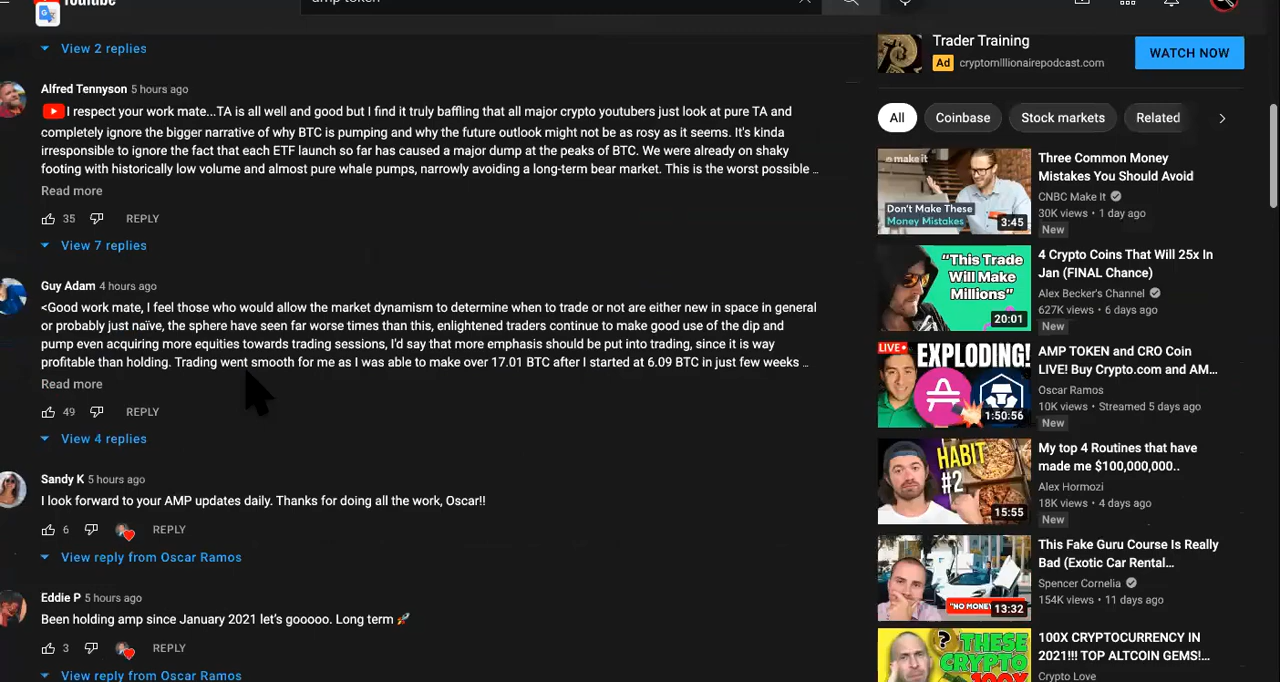 View 2 replies
Alfred Tennyson 5 hours ago
I respect your work mate...TA is all well and good but I find it truly baffling that all major crypto youtubers just look at pure TA and
completely ignore the bigger narrative of why BTC is pumping and why the future outlook might not be as rosy as it seems. It's kinda
irresponsible to ignore the fact that each ETF launch so far has caused a major dump at the peaks of BTC. We were already on shaky
footing with historically low volume and almost pure whale pumps, narrowly avoiding a long-term bear market. This is the worst possible ...
Read more
35 REPLY
View 7 replies
Guy Adam 4 hours ago
<Good work mate, I feel those who would allow the market dynamism to determine when to trade or not are either new in space in general
or probably just naïve, the sphere have seen far worse times than this, enlightened traders continue to make good use of the dip and
pump even acquiring more equities towards trading sessions, I'd say that more emphasis should be put into trading, since it is way
profitable than holding. Trading went smooth for me as I was able to make over 17.01 BTC after I started at 6.09 BTC in just few weeks ...
Read more
49 REPLY
View 4 replies
Sandy K 5 hours ago
I look forward to your AMP updates daily. Thanks for doing all the work, Oscar!!
6 REPLY
View reply from Oscar Ramos
Eddie P 5 hours ago
Been holding amp since January 2021 let's gooooo. Long term 🚀
3 REPLY
View reply from Oscar Ramos
Trader Training
Ad cryptomillionairepodcast.com
WATCH NOW
All Coinbase Stock markets Related
make it
Don't Make These
Money Mistakes
3:45
Three Common Money
Mistakes You Should Avoid
CNBC Make It
30K views • 1 day ago
New
"This Trade
Will Make
Millions"
20:01
4 Crypto Coins That Will 25x In
Jan (FINAL Chance)
Alex Becker's Channel
627K views • 6 days ago
New
LIVE
EXPLODING!
1:50:56
AMP TOKEN and CRO Coin
LIVE! Buy Crypto.com and AM...
Oscar Ramos
10K views • Streamed 5 days ago
New
HABIT
#2
15:55
My top 4 Routines that have
made me $100,000,000..
Alex Hormozi
18K views • 4 days ago
New
"NO MONEY
13:32
This Fake Guru Course Is Really
Bad (Exotic Car Rental...
Spencer Cornelia
154K views • 11 days ago
THESE
CRYPTO
100X
100X CRYPTOCURRENCY IN
2021!!! TOP ALTCOIN GEMS!...
Crypto Love